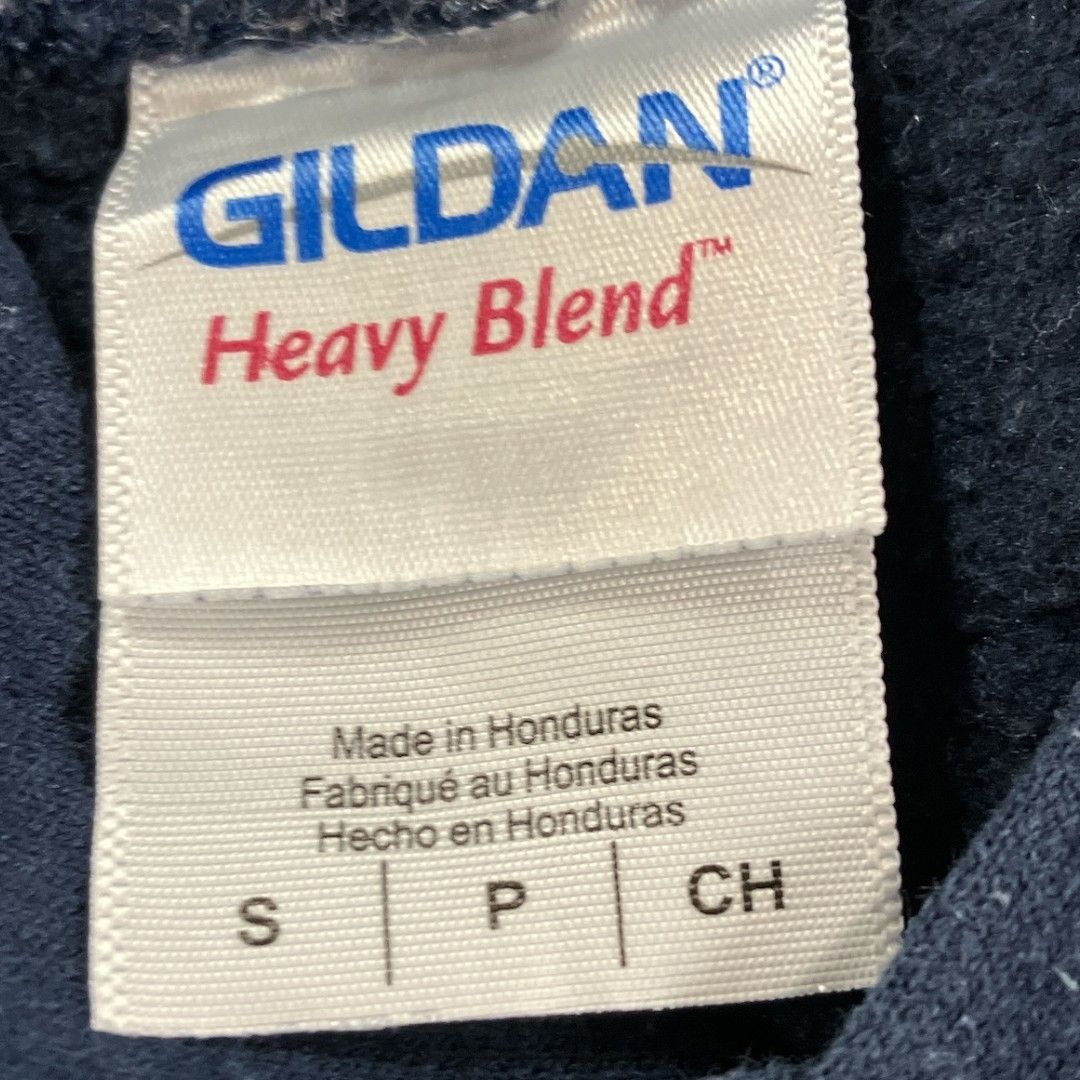 GILDAN®
Heavy Blend™
Made in Honduras
Fabriqué au Honduras
Hecho en Honduras
S | P | CH